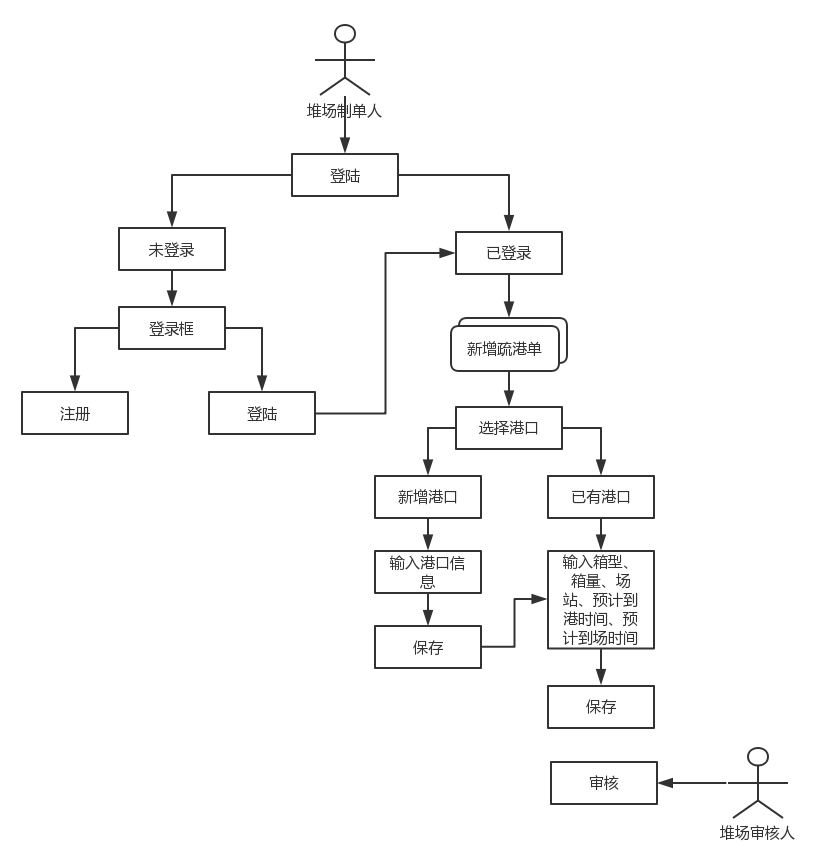 堆场制单人
登陆
未登录
已登录
登录框
新增疏港单
注册
登陆
选择港口
新增港口
已有港口
输入港口信
息
输入箱型、
箱量、场
站、预计到
港时间、预
计到场时间
保存
保存
审核
堆场审核人